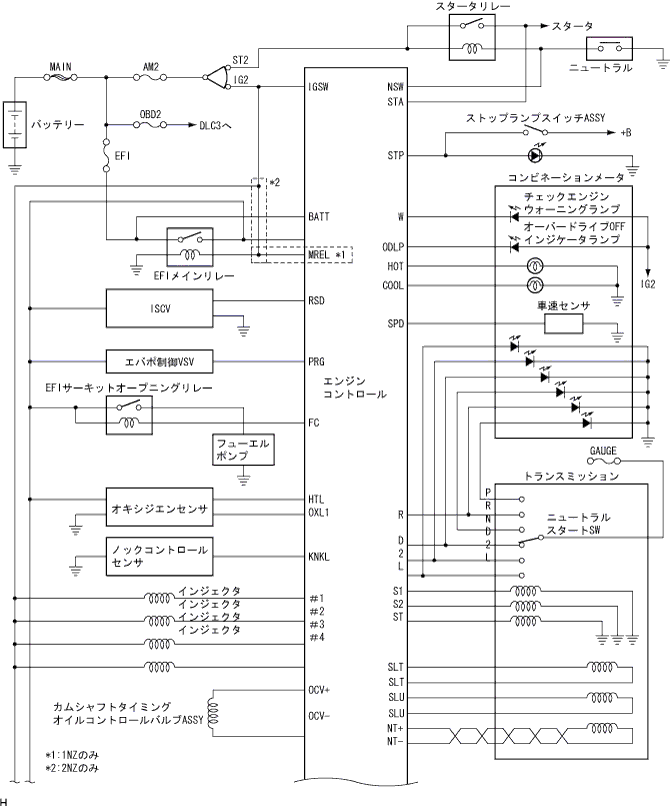 スタータリレー
スタータ
ST2
MAIN
AM2
IG2
ニュートラル
IGSW
NSW
STA
バッテリー
OBD2
DLC3へ
ストップランプスイッチASSY
+B
EFI
STP
*2
コンビネーションメータ
チェックエンジン
ウォーニングランプ
BATT
W
オーバードライブOFF
インジケータランプ
ODLP
MREL *1
HOT
EFIメインリレー
COOL
IG2
ISCV
RSD
車速センサ
SPD
エバポ制御VSV
PRG
エンジン
コントロール
EFIサーキットオープニングリレー
FC
フューエル
ポンプ
GAUGE
トランスミッション
オキシジエンセンサ
HTL
OXL1
P
R
N
D
2
L
ニュートラル
スタートSW
R
D
2
L
ノックコントロール
センサ
KNKL
インジェクタ
#1
インジェクタ
#2
インジェクタ
#3
インジェクタ
#4
S1
S2
ST
SLT
SLT
SLU
SLU
NT+
NT-
OCV+
カムシャフトタイミング
オイルコントロールバルブASSY
OCV-
*1:1NZのみ
*2:2NZのみ
H